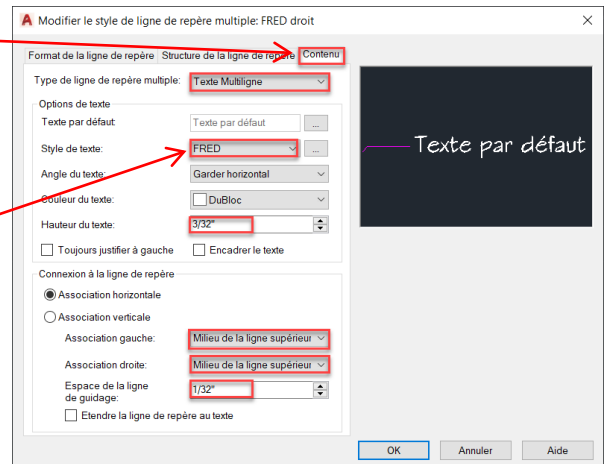 A Modifier le style de ligne de repère multiple: FRED droit
Format de la ligne de repère Structure de la ligne de repère Contenu
Type de ligne de repère multiple: Texte Multiligne
Options de texte
Texte par défaut: Texte par défaut ...
Style de texte: FRED ...
Angle du texte: Garder horizontal
Couleur du texte: DuBloc
Hauteur du texte: 3/32"
Toujours justifier à gauche Encadrer le texte
Connexion à la ligne de repère
Association horizontale
Association verticale
Association gauche: Milieu de la ligne supérieur
Association droite: Milieu de la ligne supérieur
Espace de la ligne
de guidage: 1/32"
Etendre la ligne de repère au texte
Texte par défaut
OK Annuler Aide